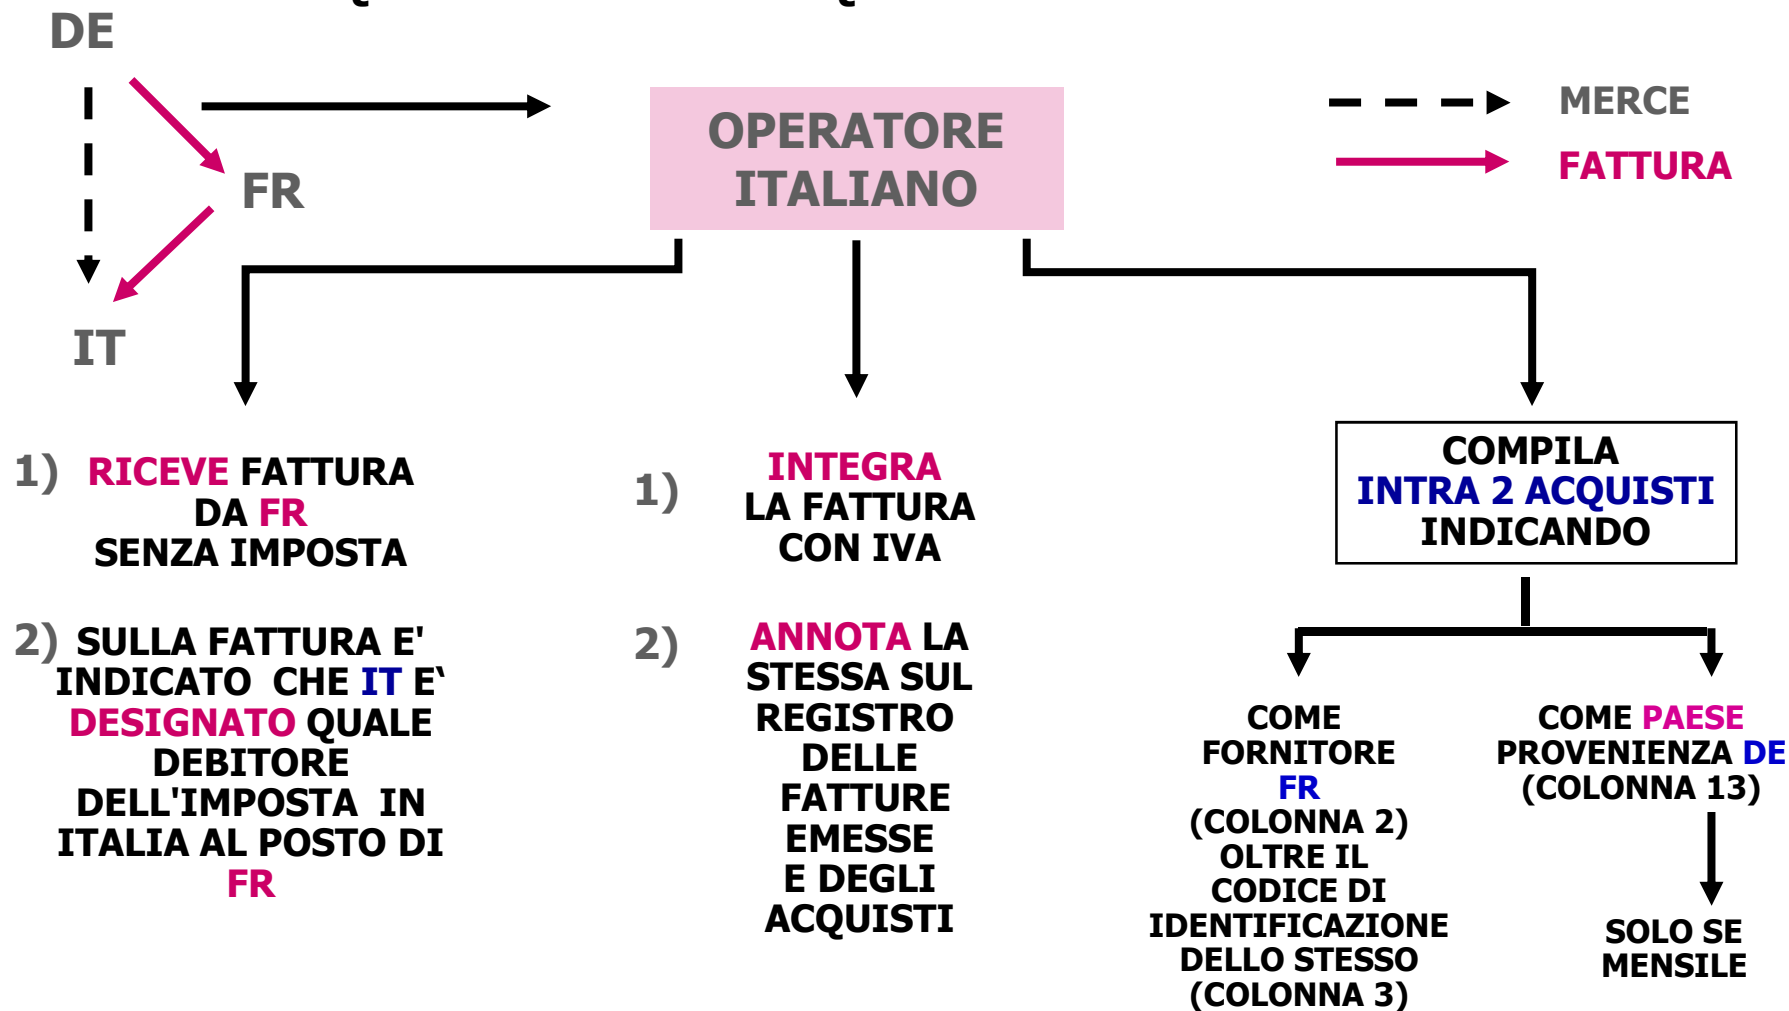 DE
FR
IT
OPERATORE
ITALIANO
MERCE
FATTURA
1) RICEVE FATTURA
DA FR
SENZA IMPOSTA
2) SULLA FATTURA E'
INDICATO CHE IT E‘
DESIGNATO QUALE
DEBITORE
DELL'IMPOSTA IN
ITALIA AL POSTO DI
FR
1) INTEGRA
LA FATTURA
CON IVA
2) ANNOTA LA
STESSA SUL
REGISTRO
DELLE
FATTURE
EMESSE
E DEGLI
ACQUISTI
COMPILA
INTRA 2 ACQUISTI
INDICANDO
COME
FORNITORE
FR
(COLONNA 2)
OLTRE IL
CODICE DI
IDENTIFICAZIONE
DELLO STESSO
(COLONNA 3)
COME PAESE
PROVENIENZA DE
(COLONNA 13)
SOLO SE
MENSILE